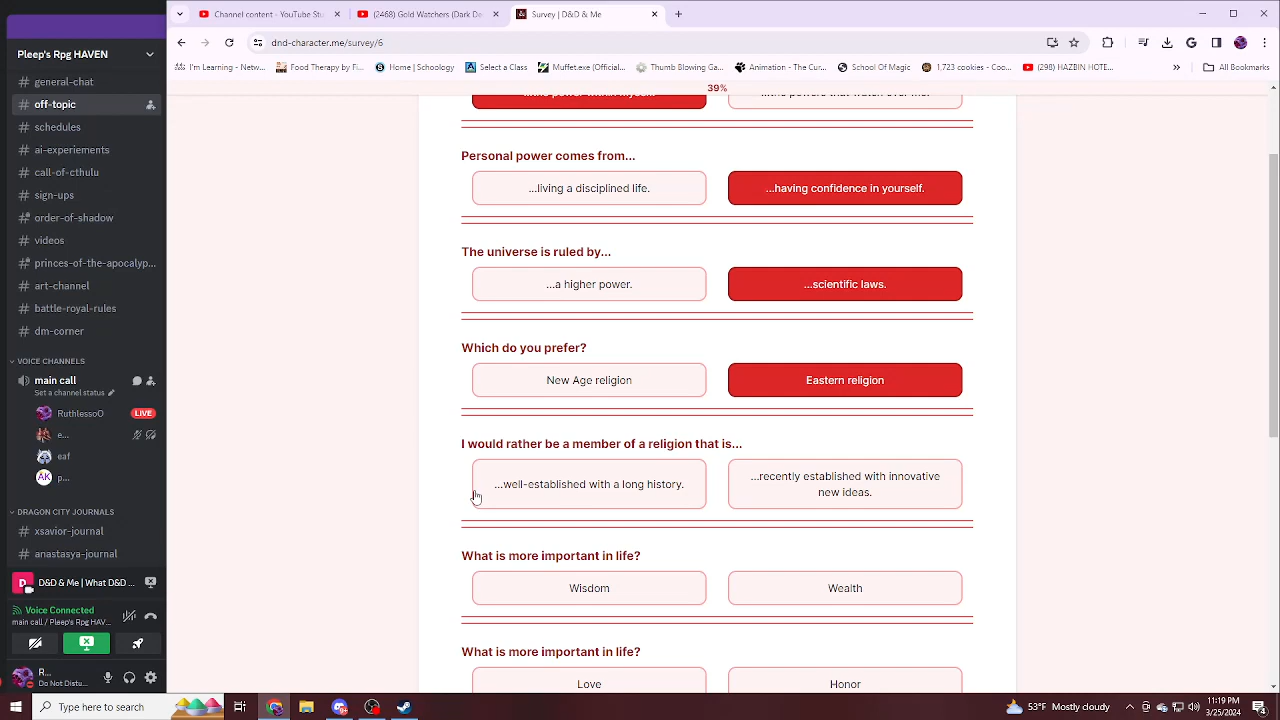 Channel content - YouTube Stu
(2468) Gold Watchers (Dark De
Survey | D&D & Me
dnd-character.me/survey/6
I'm Learning - Netw...
Food Therapy by Fi...
Home | Schoology
Select a Class
Muffet.exe (Official...
Thumb Blowing Ga...
Animation - The Cur...
School Of Magic
1,723 cookies - Coo...
(298) HAZBIN HOTE...
»
All Bookmarks
Pleep's Rpg HAVEN
# general-chat
# off-topic
# schedules
# ai-experiements
# call-of-cthulu
# sign-ups
# order-of-shadow
# videos
# princes-of-the-apocalyp...
# art-channel
# battle-royal-rules
# dm-corner
VOICE CHANNELS
main call
Set a channel status
RuthlessoO
LIVE
e...
eaf
AK p...
DRAGON CITY JOURNALS
# xsavior-journal
# anastasya-journal
D D&D & Me | What D&D ...
Voice Connected
main call / Pleep's Rpg HAV...
R...
Do Not Distu...
39%
Personal power comes from...
...living a disciplined life.
...having confidence in yourself.
The universe is ruled by...
...a higher power.
...scientific laws.
Which do you prefer?
New Age religion
Eastern religion
I would rather be a member of a religion that is...
...well-established with a long history.
...recently established with innovative
new ideas.
What is more important in life?
Wisdom
Wealth
What is more important in life?
Love
Honor
Type here to search
53°F Mostly cloudy
11:19 PM
3/25/2024